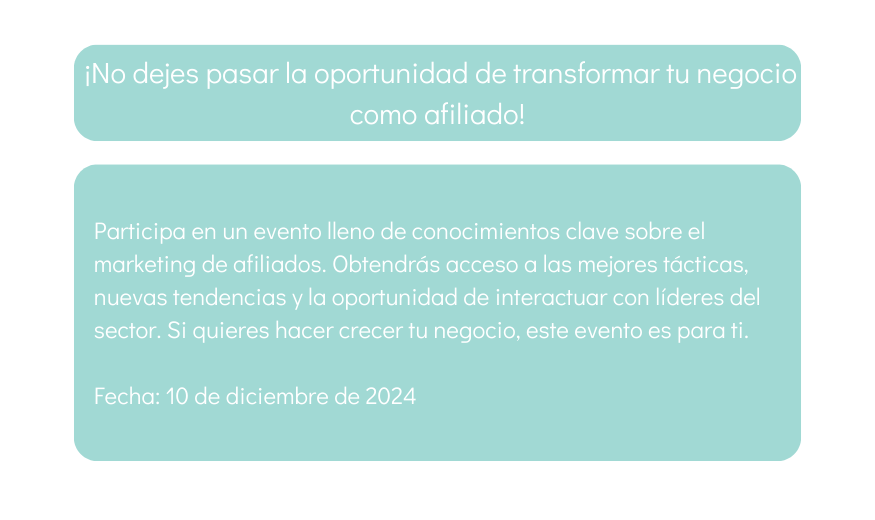 ¡No dejes pasar la oportunidad de transformar tu negocio
como afiliado!
Participa en un evento lleno de conocimientos clave sobre el
marketing de afiliados. Obtendrás acceso a las mejores tácticas,
nuevas tendencias y la oportunidad de interactuar con líderes del
sector. Si quieres hacer crecer tu negocio, este evento es para ti.
Fecha: 10 de diciembre de 2024